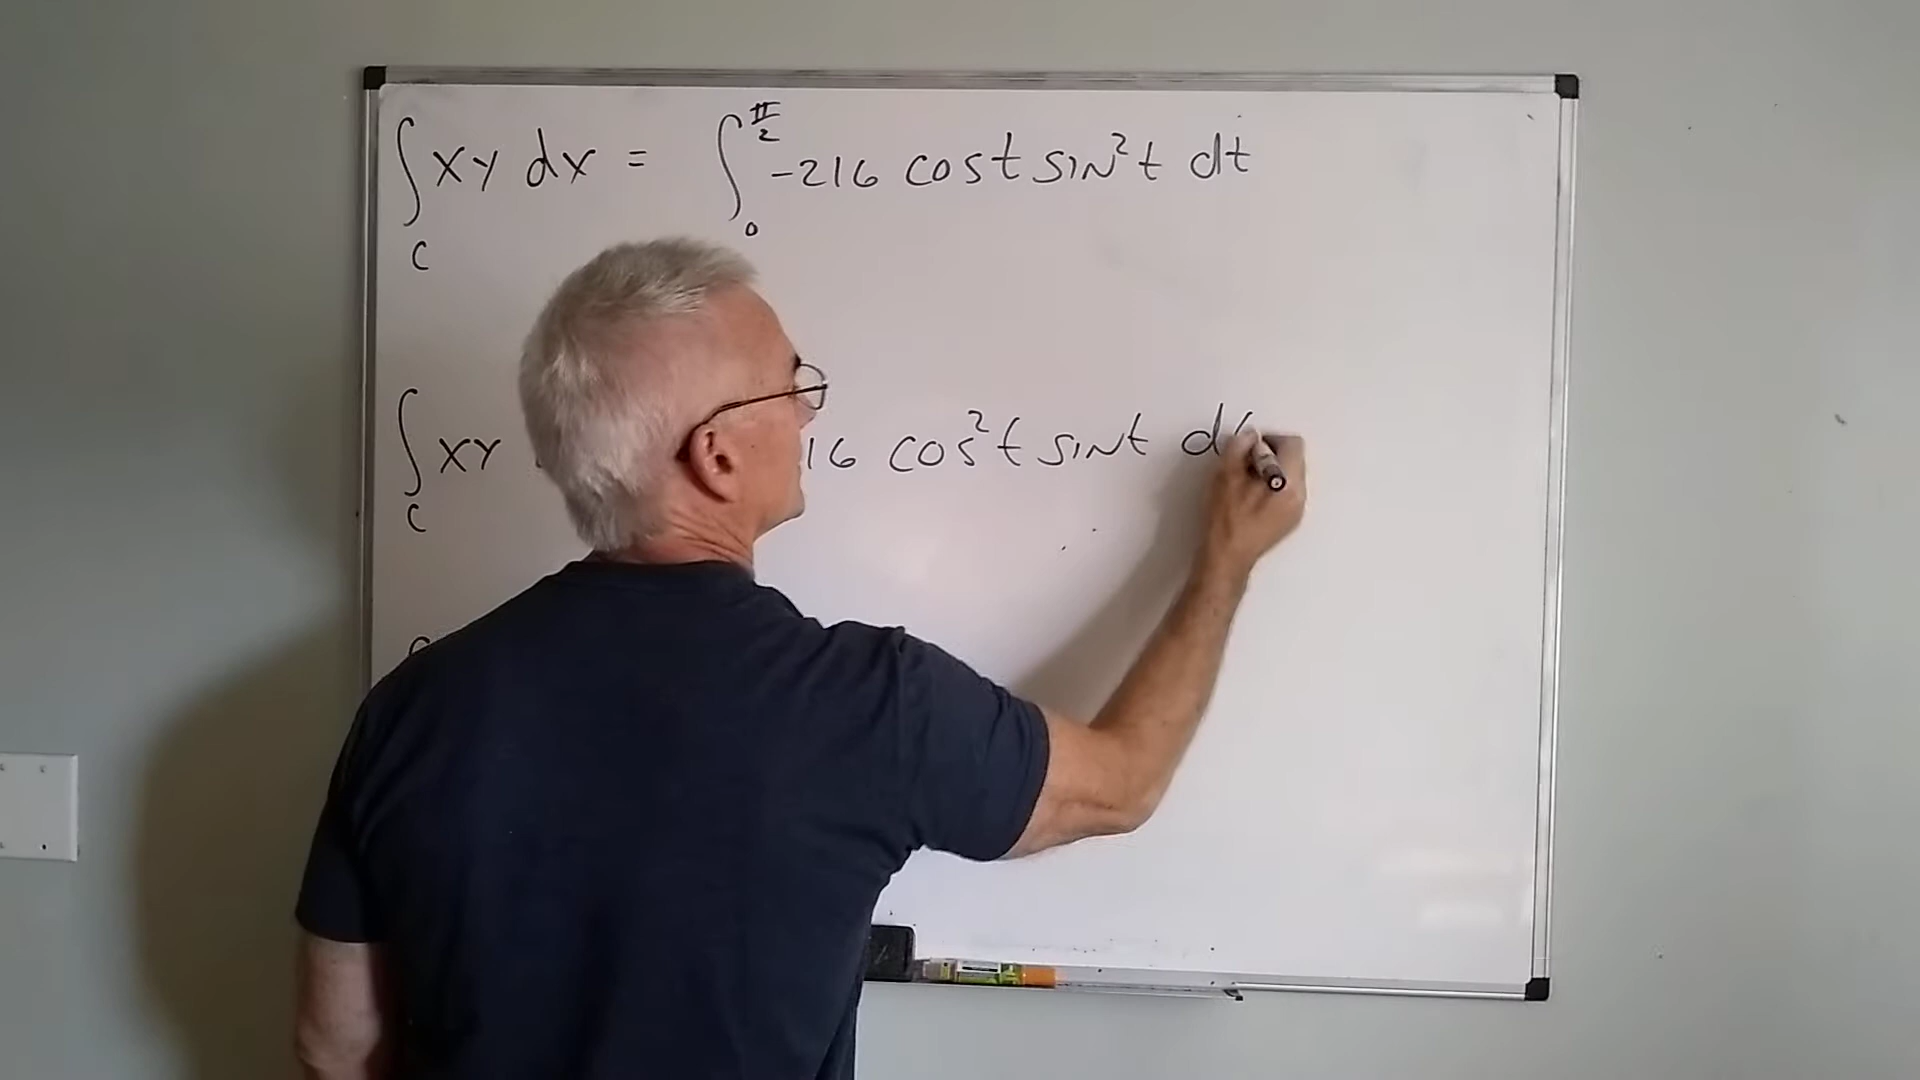 ∫_C xy dx = ∫_0^{π/2} -216 cos t sin²t dt
∫_C xy 16 cos²t sin t d